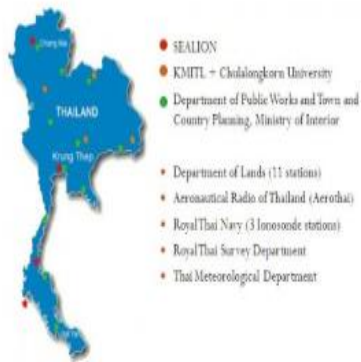 Chiang Mai
THAILAND
Krung Thep
SEALION
KMITL + Chulalongkorn University
Department of Public Works and Town and
Country Planning, Ministry of Interior
Department of Lands (11 stations)
Aeronautical Radio of Thailand (Aerothai)
Royal Thai Navy (3 Ionosonde stations)
Royal Thai Survey Department
Thai Meteorological Department